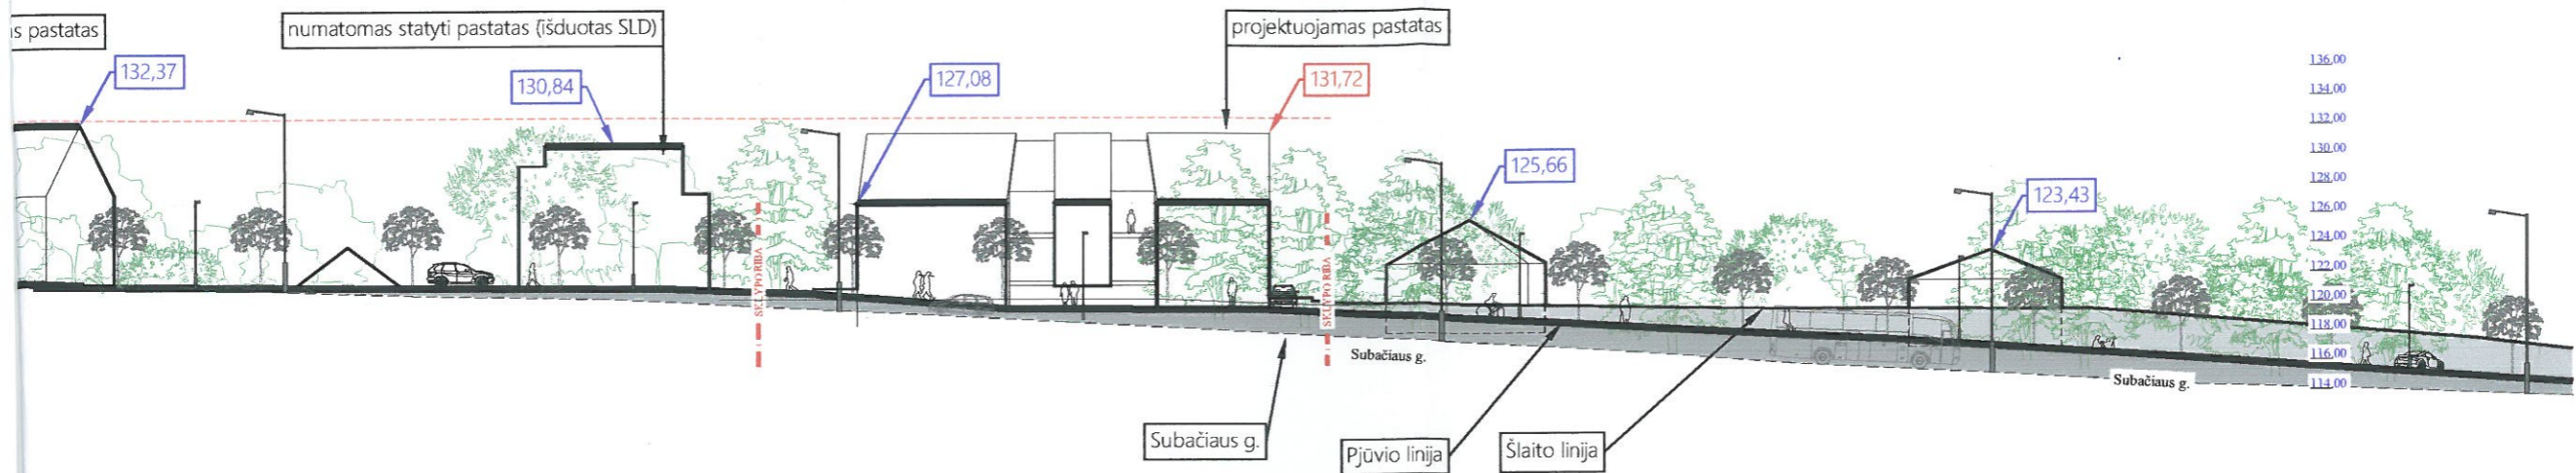 is pastatas
numatomas statyti pastatas (išduotas SLD)
projektuojamas pastatas
132,37
130,84
127,08
131,72
125,66
123,43
136,00
134,00
132,00
130,00
128,00
126,00
124,00
122,00
120,00
118,00
116,00
114,00
SKLYPO RIBA
SKLYPO RIBA
Subačiaus g.
Subačiaus g.
Subačiaus g.
Pjūvio linija
Šlaito linija